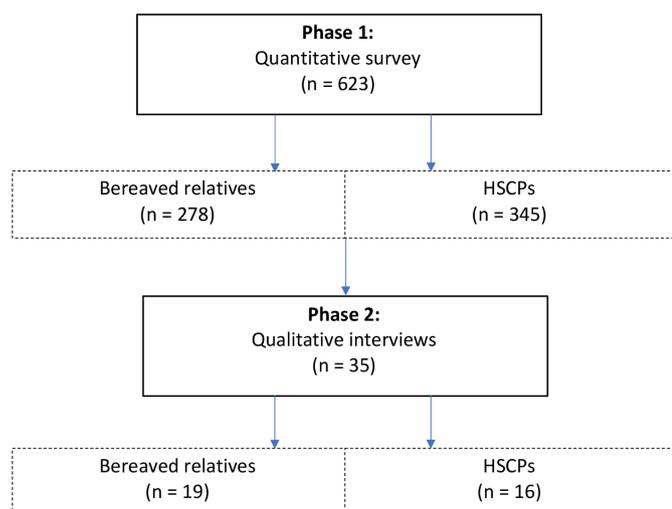 Phase 1:
Quantitative survey
(n = 623)
Bereaved relatives
(n = 278)
HSCPs
(n = 345)
Phase 2:
Qualitative interviews
(n = 35)
Bereaved relatives
(n = 19)
HSCPs
(n = 16)